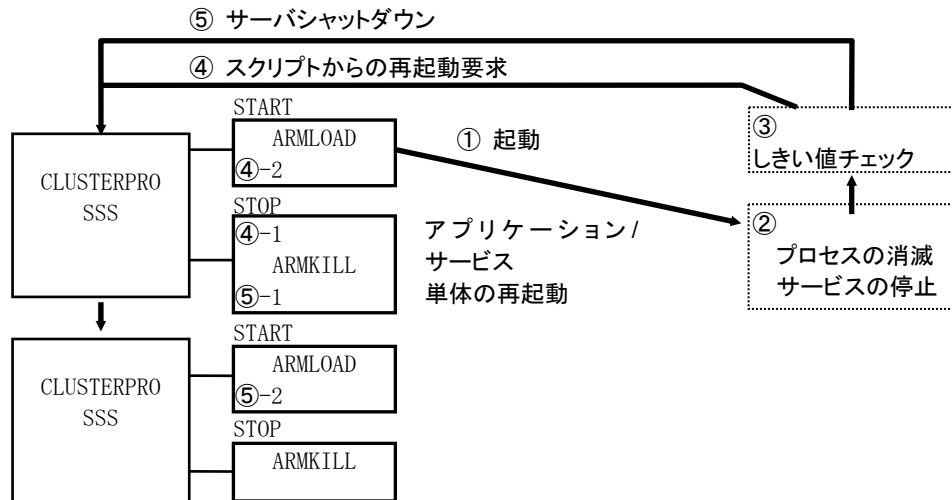 ⑤ サーバシャットダウン
④ スクリプトからの再起動要求
START
ARMLOAD
④-2
① 起動
③
しきい値チェック
CLUSTERPRO
SSS
STOP
④-1
ARMKILL
⑤-1
アプリケーション/
サービス
単体の再起動
②
プロセスの消滅
サービスの停止
START
ARMLOAD
⑤-2
CLUSTERPRO
SSS
STOP
ARMKILL